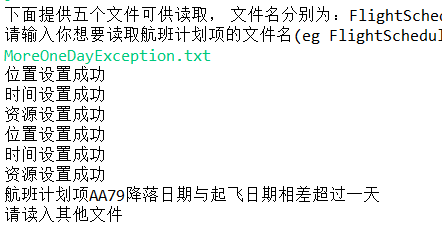 下面提供五个文件可供读取， 文件名分别为：FlightSched
请输入你想要读取航班计划项的文件名(eg FlightSchedul
MoreOneDayException.txt
位置设置成功
时间设置成功
资源设置成功
位置设置成功
时间设置成功
资源设置成功
航班计划项AA79降落日期与起飞日期相差超过一天
请读入其他文件